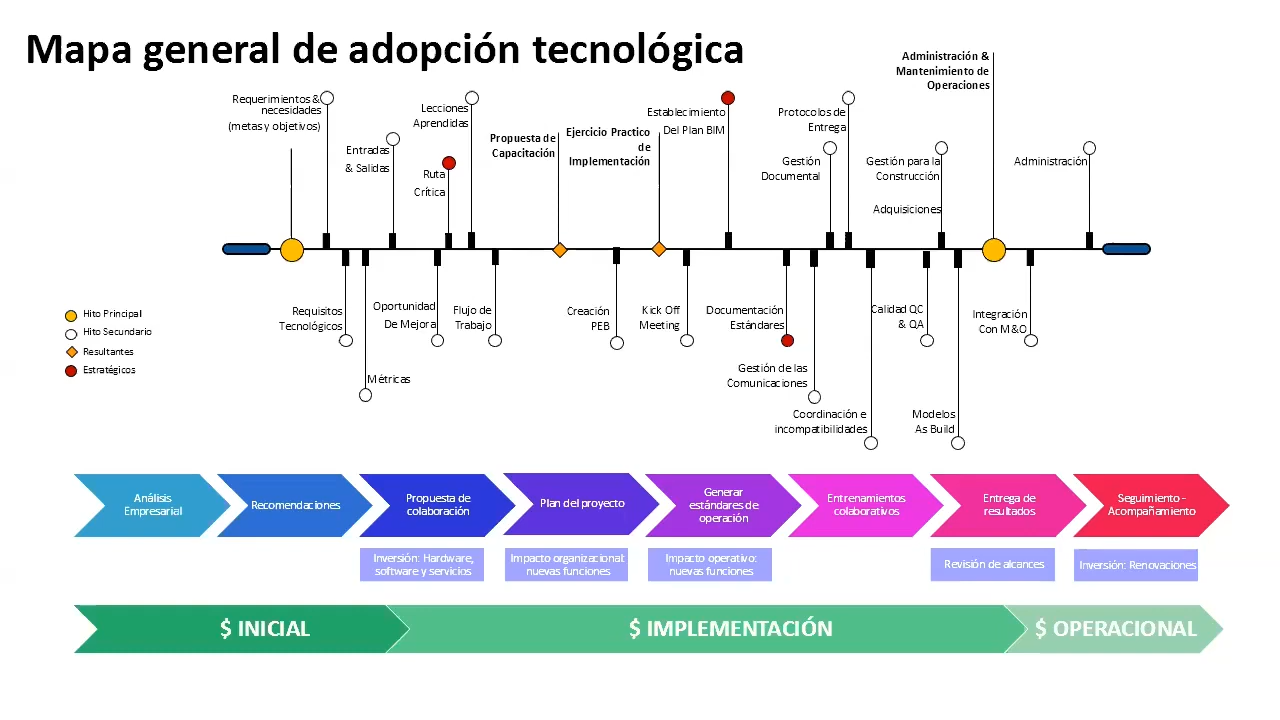 Mapa general de adopción tecnológica
Requerimientos &
necesidades
(metas y objetivos)
Entradas
& Salidas
Ruta
Crítica
Lecciones
Aprendidas
Propuesta de
Capacitación
Ejercicio Practico
de
Implementación
Establecimiento
Del Plan BIM
Protocolos de
Entrega
Gestión
Documental
Gestión para la
Construcción
Adquisiciones
Administración &
Mantenimiento de
Operaciones
Administración
Requisitos
Tecnológicos
Métricas
Oportunidad
De Mejora
Flujo de
Trabajo
Creación
PEB
Kick Off
Meeting
Documentación
Estándares
Gestión de las
Comunicaciones
Coordinación e
incompatibilidades
Calidad QC
& QA
Modelos
As Build
Integración
Con M&O
Hito Principal
Hito Secundario
Resultantes
Estratégicos
Análisis
Empresarial
Recomendaciones
Propuesta de
colaboración
Plan del proyecto
Generar
estándares de
operación
Entrenamientos
colaborativos
Entrega de
resultados
Seguimiento -
Acompañamiento
Inversión: Hardware,
software y servicios
Impacto organizacional:
nuevas funciones
Impacto operativo:
nuevas funciones
Revisión de alcances
Inversión: Renovaciones
$ INICIAL
$ IMPLEMENTACIÓN
$ OPERACIONAL